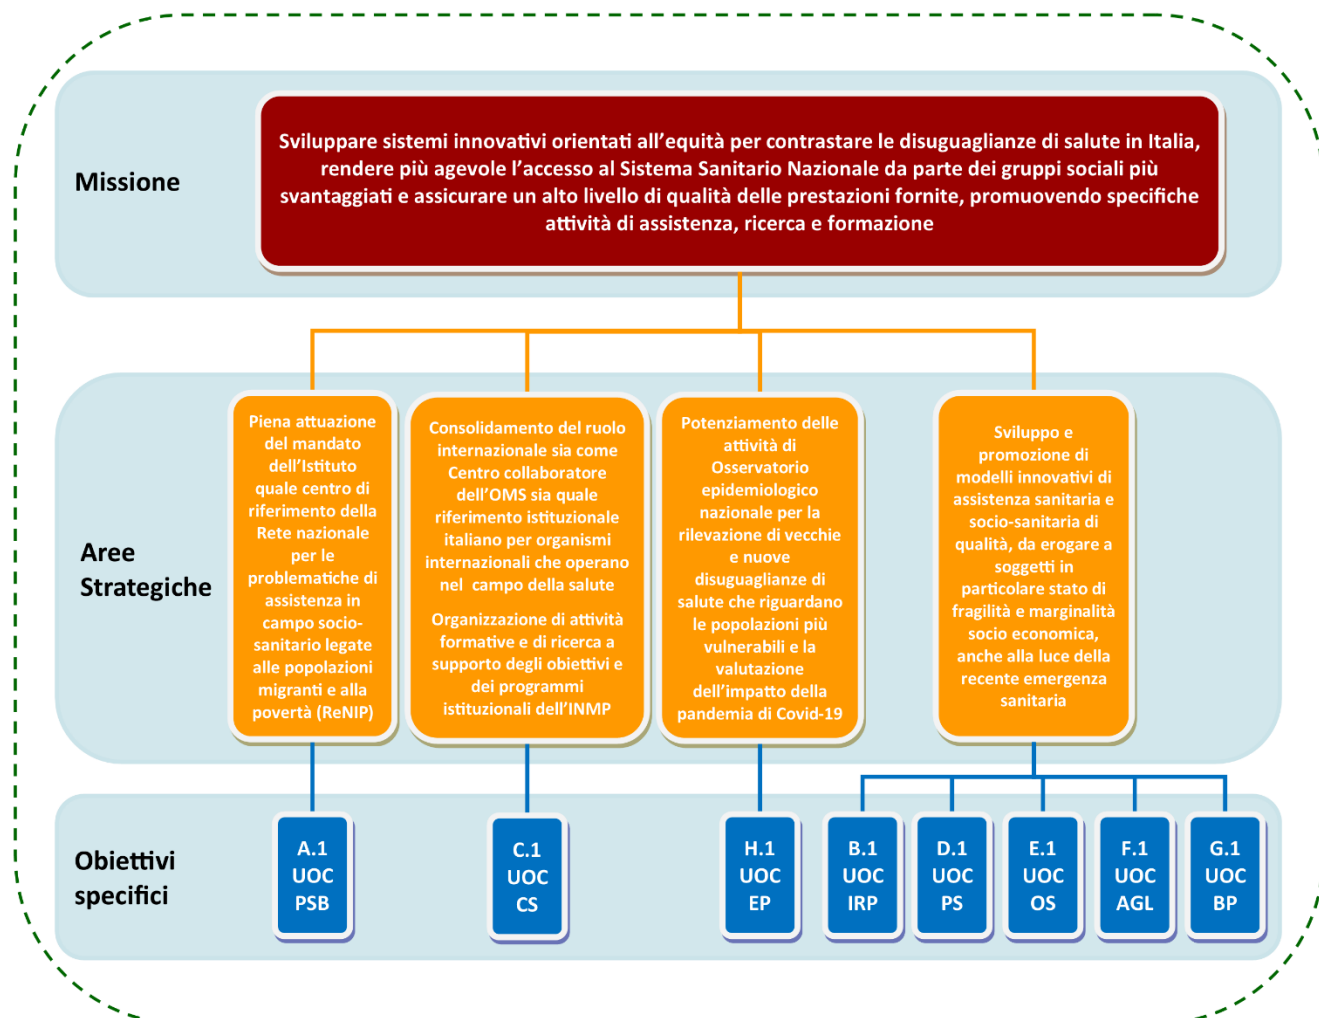 Missione
Sviluppare sistemi innovativi orientati all'equità per contrastare le disuguaglianze di salute in Italia,
rendere più agevole l'accesso al Sistema Sanitario Nazionale da parte dei gruppi sociali più
svantaggiati e assicurare un alto livello di qualità delle prestazioni fornite, promuovendo specifiche
attività di assistenza, ricerca e formazione
Aree
Strategiche
Piena attuazione
del mandato
dell'Istituto
quale centro di
riferimento della
Rete nazionale
per le
problematiche di
assistenza in
campo socio-
sanitario legate
alle popolazioni
migranti e alla
povertà (ReNIP)
Consolidamento del ruolo
internazionale sia come
Centro collaboratore
dell'OMS sia quale
riferimento istituzionale
italiano per organismi
internazionali che operano
nel campo della salute
Organizzazione di attività
formative e di ricerca a
supporto degli obiettivi e
dei programmi
istituzionali dell'INMP
Potenziamento delle
attività di
Osservatorio
epidemiologico
nazionale per la
rilevazione di vecchie
e nuove
disuguaglianze di
salute che riguardano
le popolazioni più
vulnerabili e la
valutazione
dell'impatto della
pandemia di Covid-19
Sviluppo e
promozione di
modelli innovativi di
assistenza sanitaria e
socio-sanitaria di
qualità, da erogare a
soggetti in
particolare stato di
fragilità e marginalità
socio economica,
anche alla luce della
recente emergenza
sanitaria
Obiettivi
specifici
A.1
UOC
PSB
C.1
UOC
CS
H.1
UOC
EP
B.1
UOC
IRP
D.1
UOC
PS
E.1
UOC
OS
F.1
UOC
AGL
G.1
UOC
BP